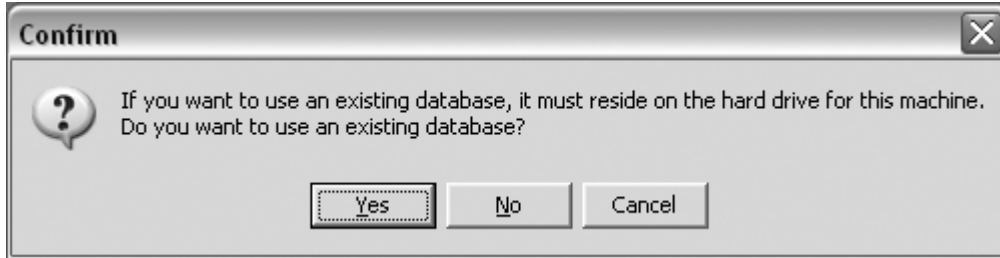 Confirm
If you want to use an existing database, it must reside on the hard drive for this machine.
Do you want to use an existing database?
Yes No Cancel